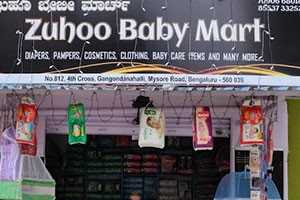 ಝುಹೂ ಬೇಬೀ ಮಾರ್ಟ್
Zuhoo Baby Mart
DIAPERS, PAMPERS, COSMETICS, CLOTHING, BABY CARE ITEMS AND MANY MORE..
No.812, 4th Cross, Gangondanahalli, Mysore Road, Bengaluru - 560 039